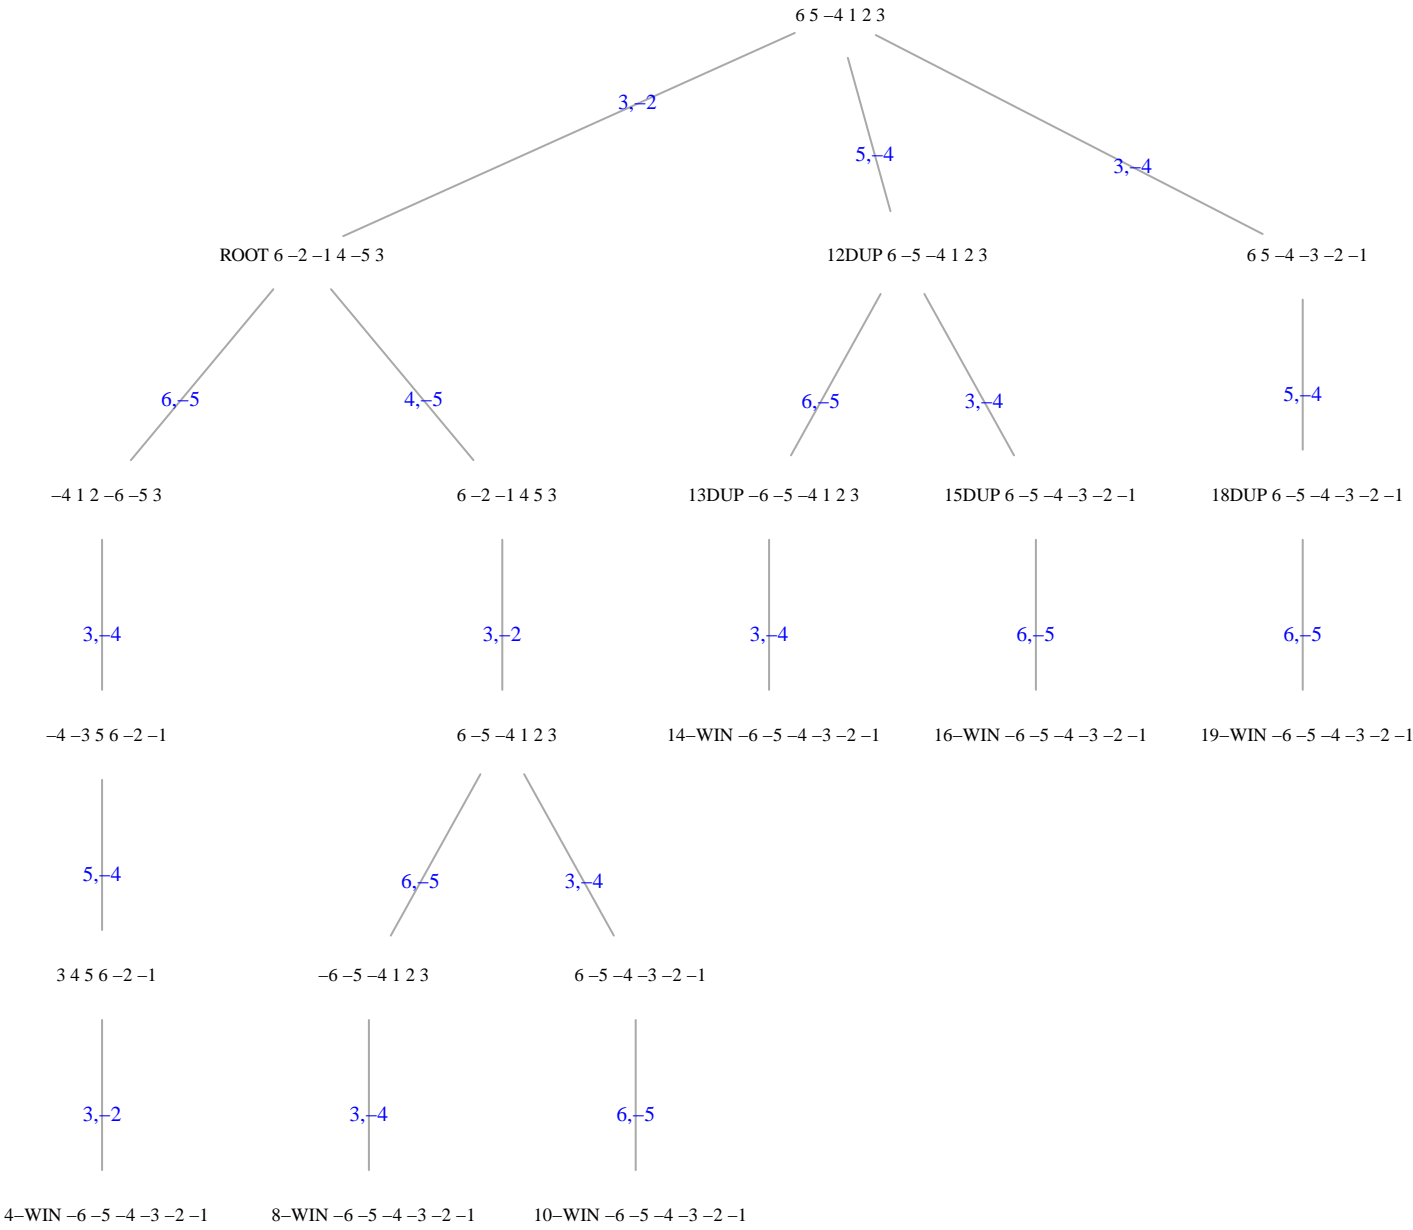 6 5 –4 1 2 3
3,–2
5,–4
3,–4
ROOT 6 –2 –1 4 –5 3
12DUP 6 –5 –4 1 2 3
6 5 –4 –3 –2 –1
6,–5
4,–5
6,–5
3,–4
5,–4
–4 1 2 –6 –5 3
6 –2 –1 4 5 3
13DUP –6 –5 –4 1 2 3
15DUP 6 –5 –4 –3 –2 –1
18DUP 6 –5 –4 –3 –2 –1
3,–4
3,–2
3,–4
6,–5
6,–5
–4 –3 5 6 –2 –1
6 –5 –4 1 2 3
14–WIN –6 –5 –4 –3 –2 –1
16–WIN –6 –5 –4 –3 –2 –1
19–WIN –6 –5 –4 –3 –2 –1
5,–4
6,–5
3,–4
3 4 5 6 –2 –1
–6 –5 –4 1 2 3
6 –5 –4 –3 –2 –1
3,–2
3,–4
6,–5
4–WIN –6 –5 –4 –3 –2 –1
8–WIN –6 –5 –4 –3 –2 –1
10–WIN –6 –5 –4 –3 –2 –1